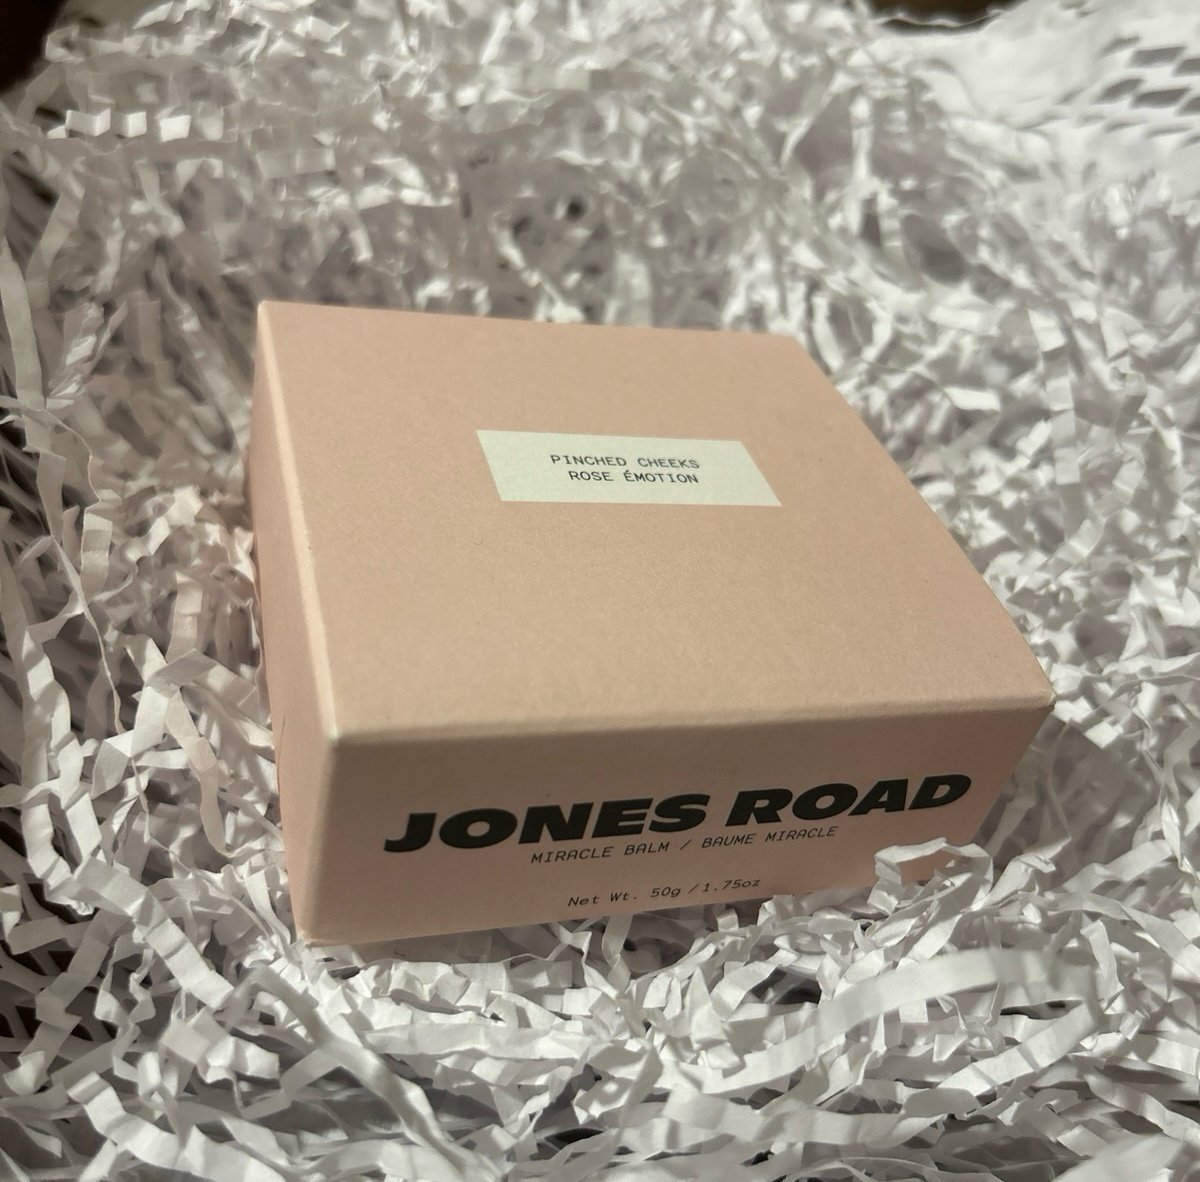 PINCHED CHEEKS
ROSE ÉMOTION
JONES ROAD
MIRACLE BALM / BAUME MIRACLE
Net Wt. 50g / 1.75oz